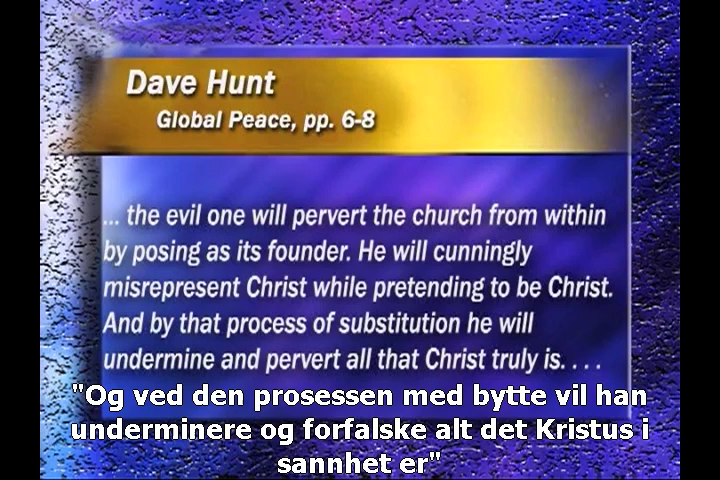 Dave Hunt
Global Peace, pp. 6-8
... the evil one will pervert the church from within
by posing as its founder. He will cunningly
misrepresent Christ while pretending to be Christ.
And by that process of substitution he will
undermine and pervert all that Christ truly is. . . .
"Og ved den prosessen med bytte vil han
underminere og forfalske alt det Kristus i
sannhet er"